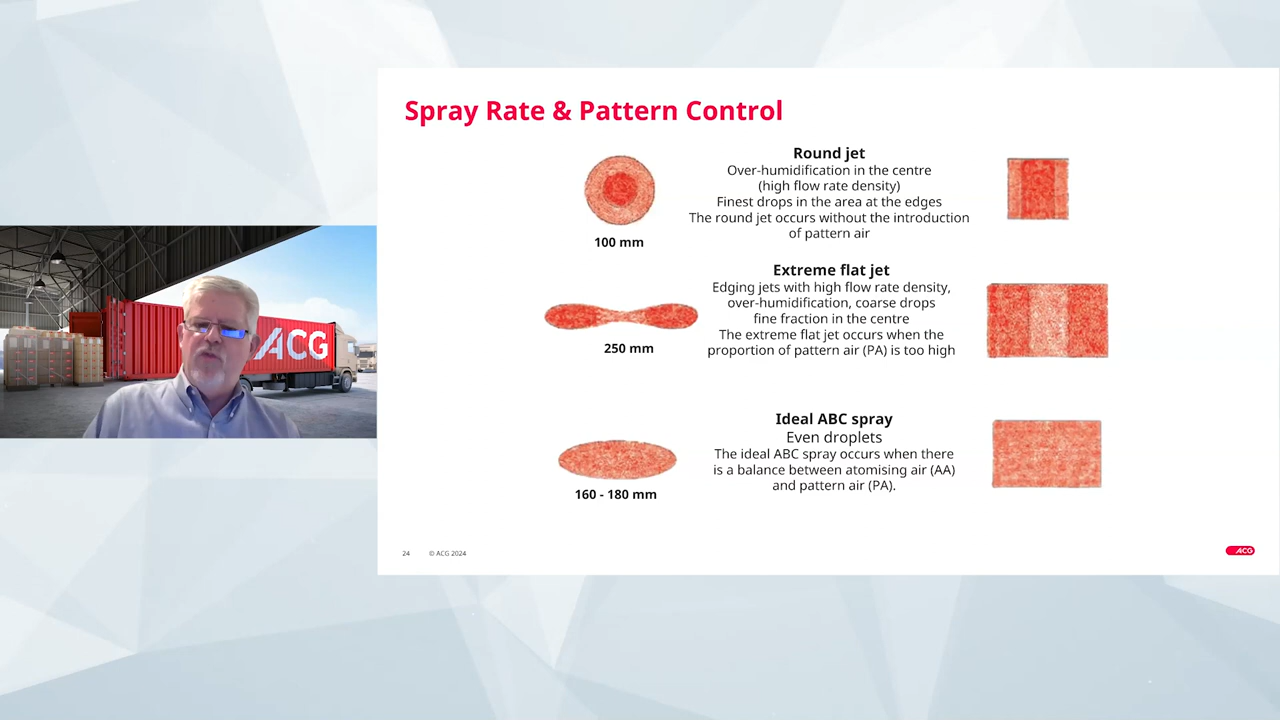 Spray Rate & Pattern Control
Round jet
Over-humidification in the centre
(high flow rate density)
Finest drops in the area at the edges
The round jet occurs without the introduction
of pattern air
100 mm
Extreme flat jet
Edging jets with high flow rate density,
over-humidification, coarse drops
fine fraction in the centre
The extreme flat jet occurs when the
proportion of pattern air (PA) is too high
250 mm
Ideal ABC spray
Even droplets
The ideal ABC spray occurs when there
is a balance between atomising air (AA)
and pattern air (PA).
160 - 180 mm
ACG
24 © ACG 2024
ACG